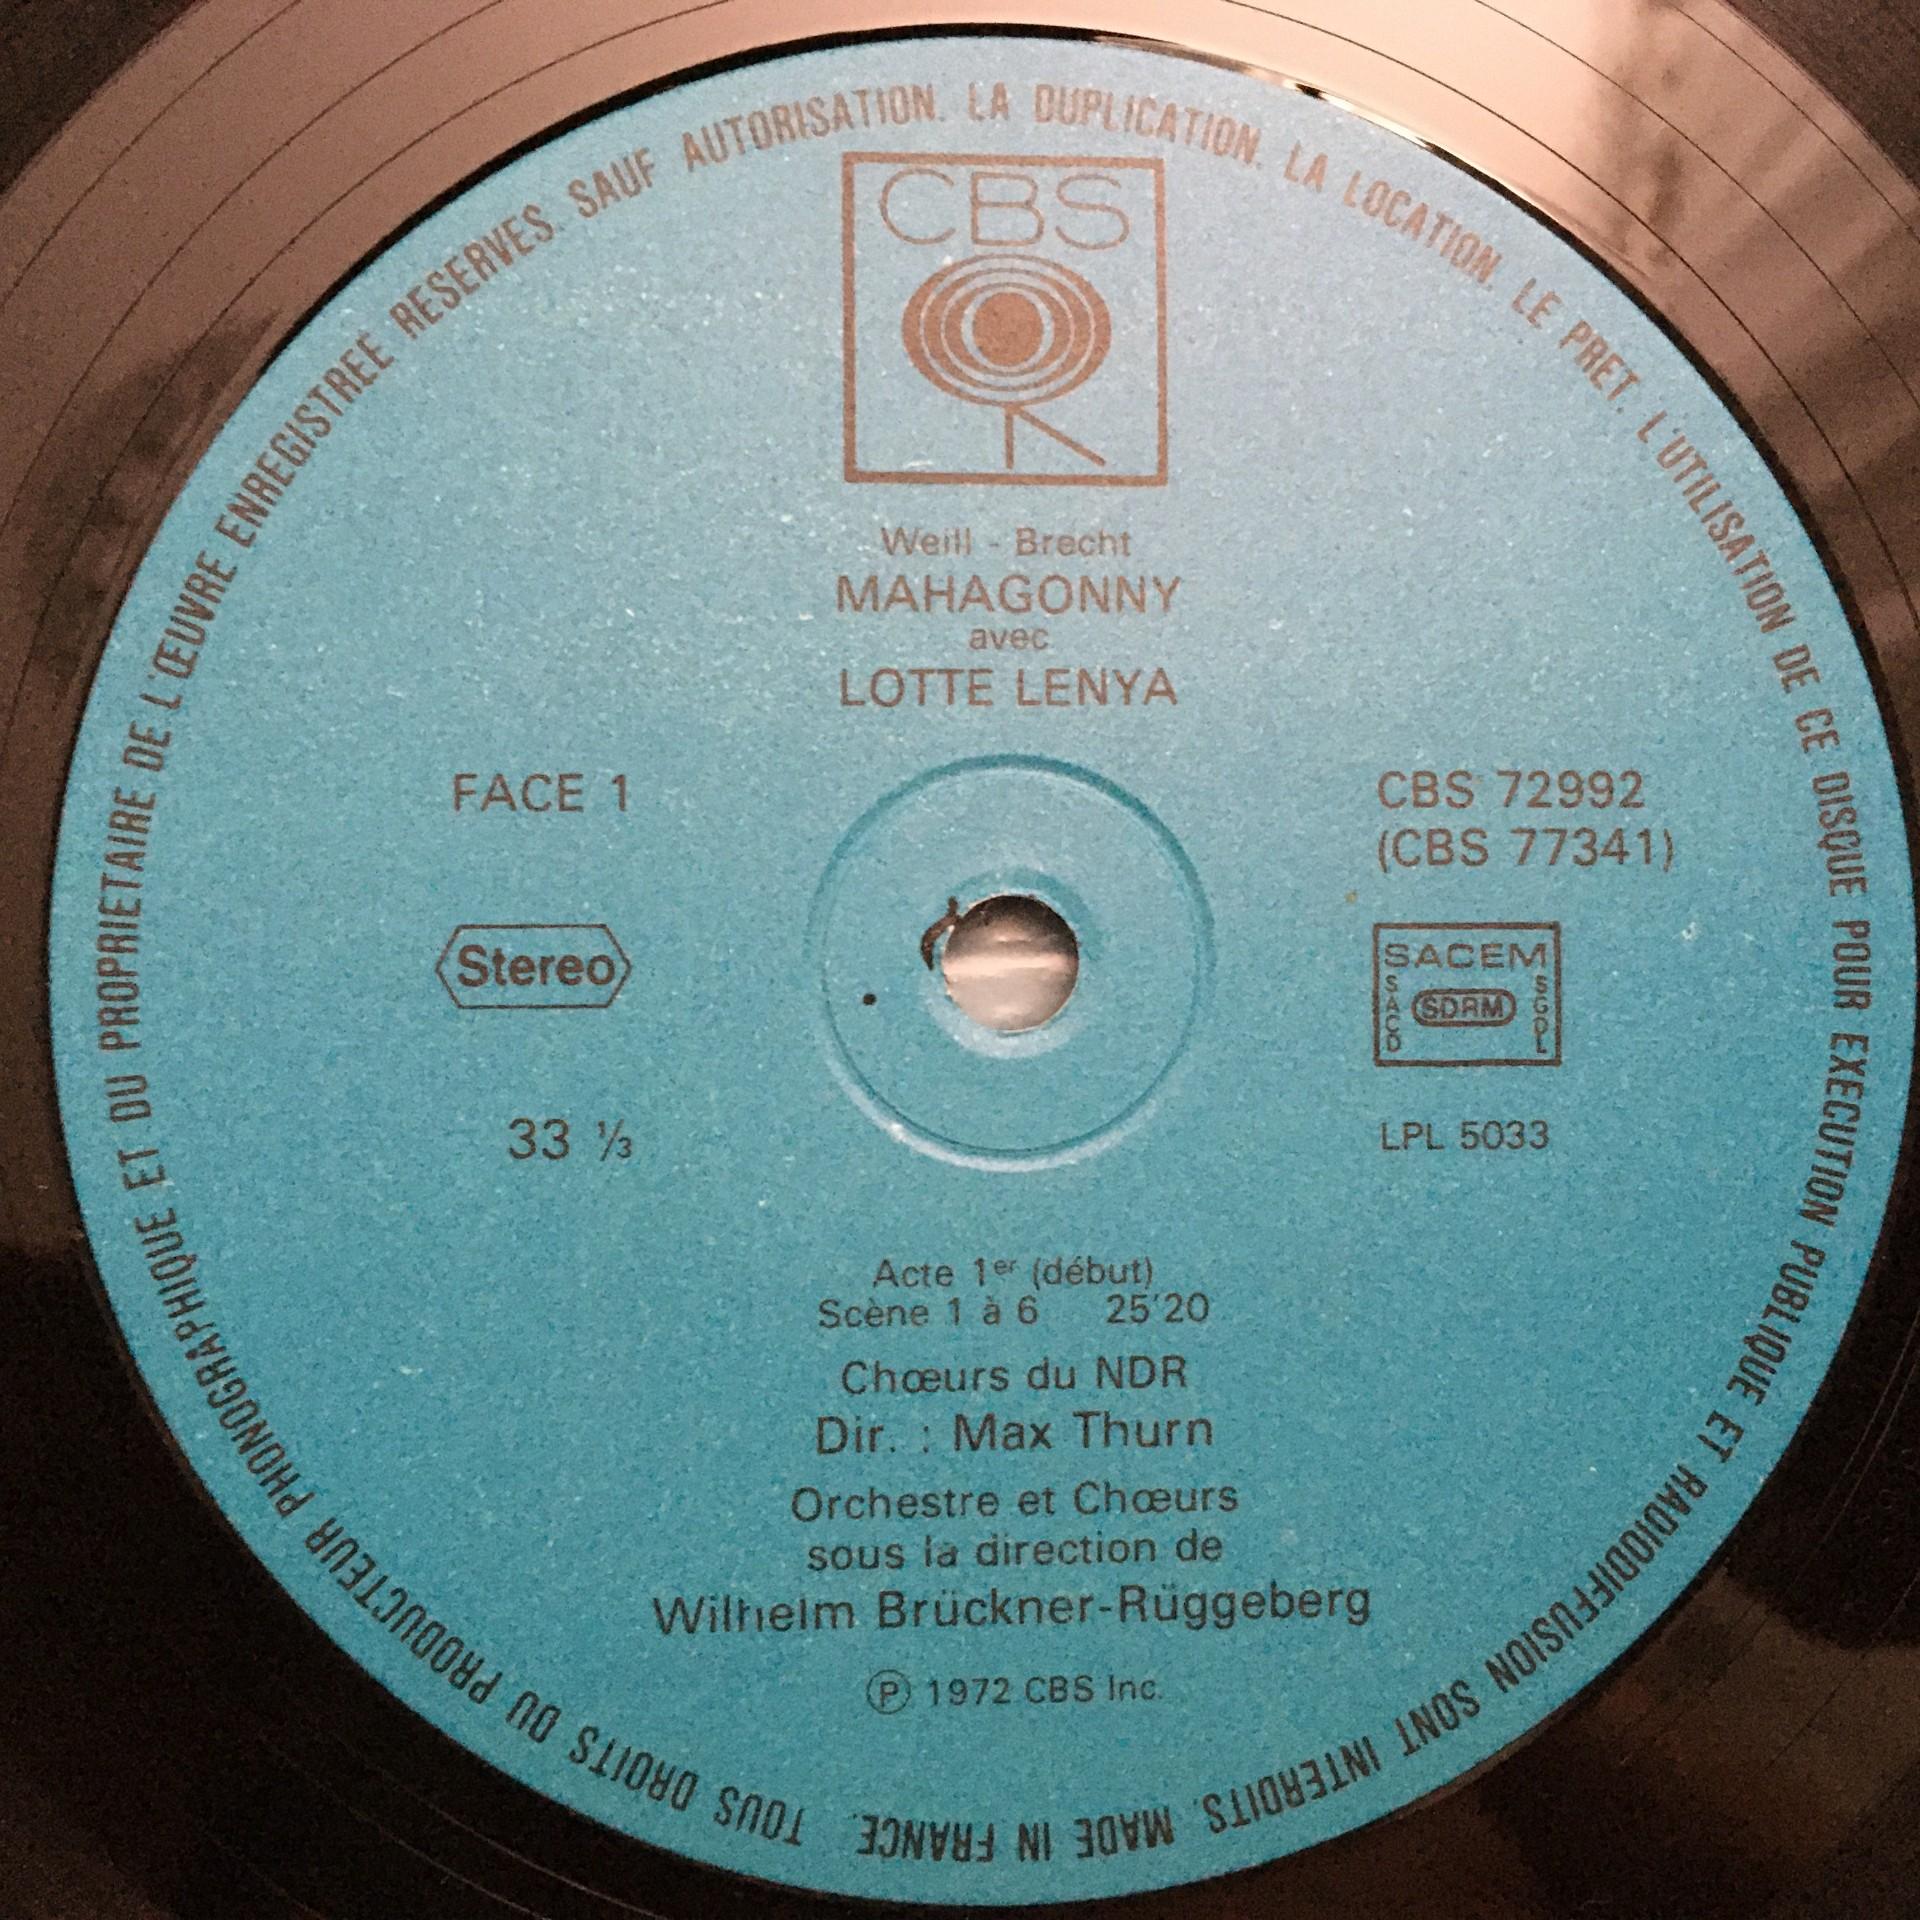 CBS
Weill - Brecht
MAHAGONNY
avec
LOTTE LENYA
FACE 1
CBS 72992
(CBS 77341)
Stereo
SACEM
SACD
SDRM
SGDL
33 ⅓
LPL 5033
Acte 1er (début)
Scène 1 à 6 25'20
Chœurs du NDR
Dir. : Max Thurn
Orchestre et Chœurs
sous la direction de
Wilhelm Brückner-Rüggeberg
Ⓟ 1972 CBS Inc.
TOUS DROITS DU PRODUCTEUR PHONOGRAPHIQUE ET DU PROPRIETAIRE DE L'ŒUVRE ENREGISTREE RESERVES. SAUF AUTORISATION. LA DUPLICATION. LA LOCATION. LE PRET. L'UTILISATION DE CE DISQUE POUR EXECUTION PUBLIQUE ET RADIODIFFUSION SONT INTERDITS. MADE IN FRANCE.